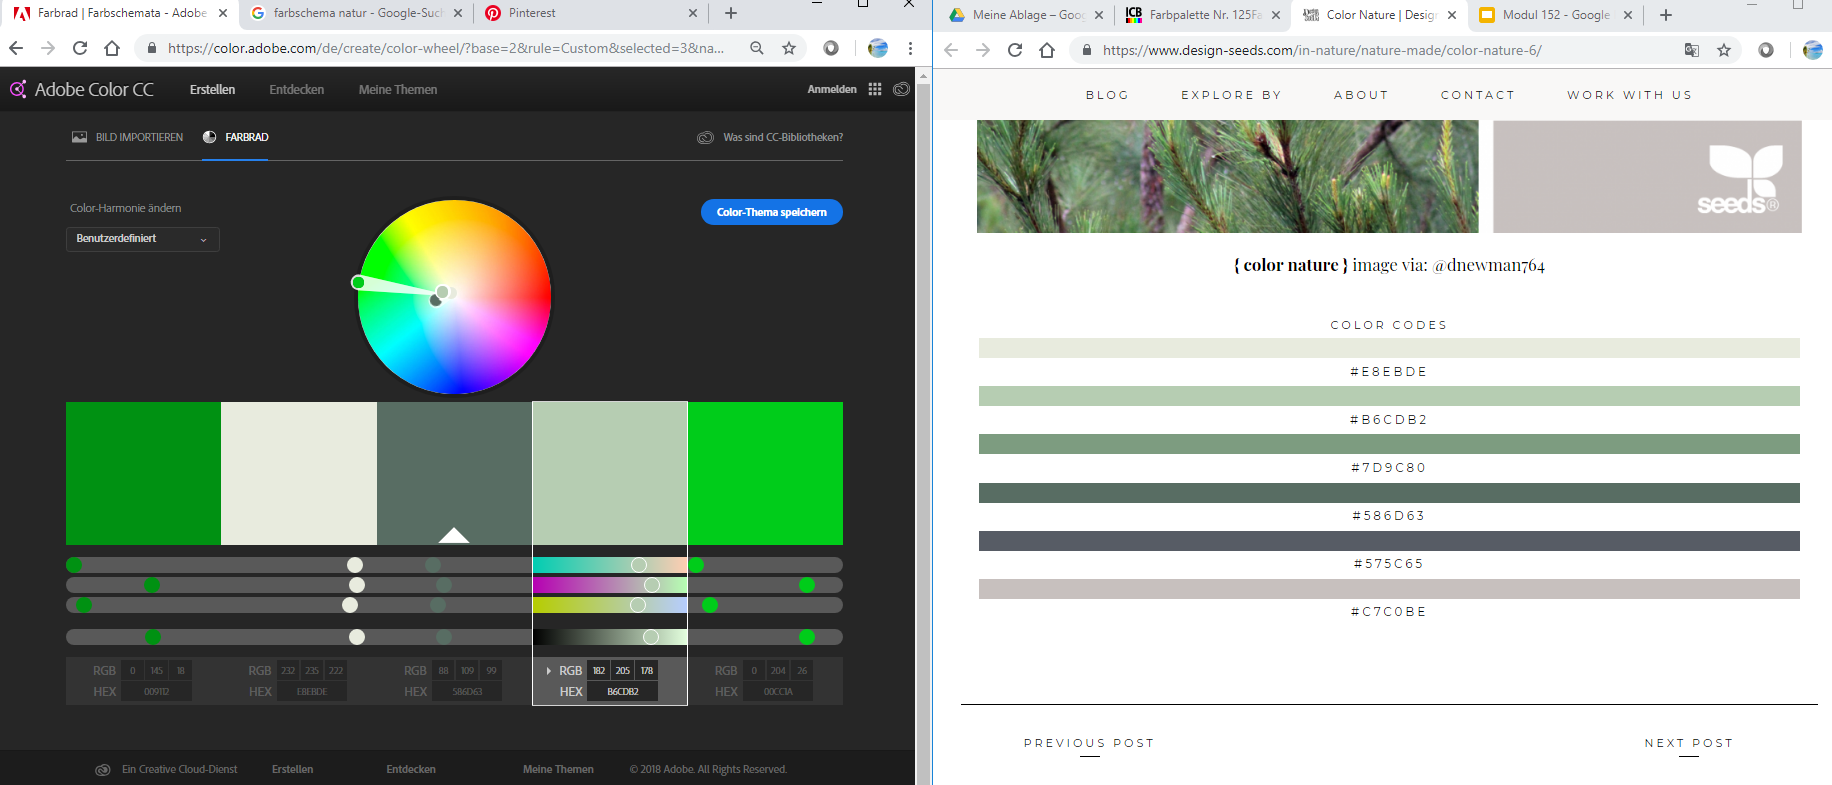 Farbrad | Farbschemata - Adobe
farbschema natur - Google-Such
Pinterest
https://color.adobe.com/de/create/color-wheel/?base=2&rule=Custom&selected=3&na...
Adobe Color CC
Erstellen
Entdecken
Meine Themen
Anmelden
BILD IMPORTIEREN
FARBRAD
Was sind CC-Bibliotheken?
Color-Harmonie ändern
Benutzerdefiniert
Color-Thema speichern
RGB 0 145 18
HEX 009112
RGB 232 235 222
HEX E8EBDE
RGB 88 109 99
HEX 586D63
RGB 182 205 178
HEX B6CDB2
RGB 0 204 26
HEX 00CC1A
Ein Creative Cloud-Dienst
Erstellen
Entdecken
Meine Themen
© 2018 Adobe. All Rights Reserved.
Meine Ablage – Goog
ICB
Farbpalette Nr. 125Fa
Color Nature | Design
Modul 152 - Google
https://www.design-seeds.com/in-nature/nature-made/color-nature-6/
BLOG
EXPLORE BY
ABOUT
CONTACT
WORK WITH US
seeds®
{ color nature } image via: @dnewman764
COLOR CODES
#E8EBDE
#B6CDB2
#7D9C80
#586D63
#575C65
#C7C0BE
PREVIOUS POST
NEXT POST